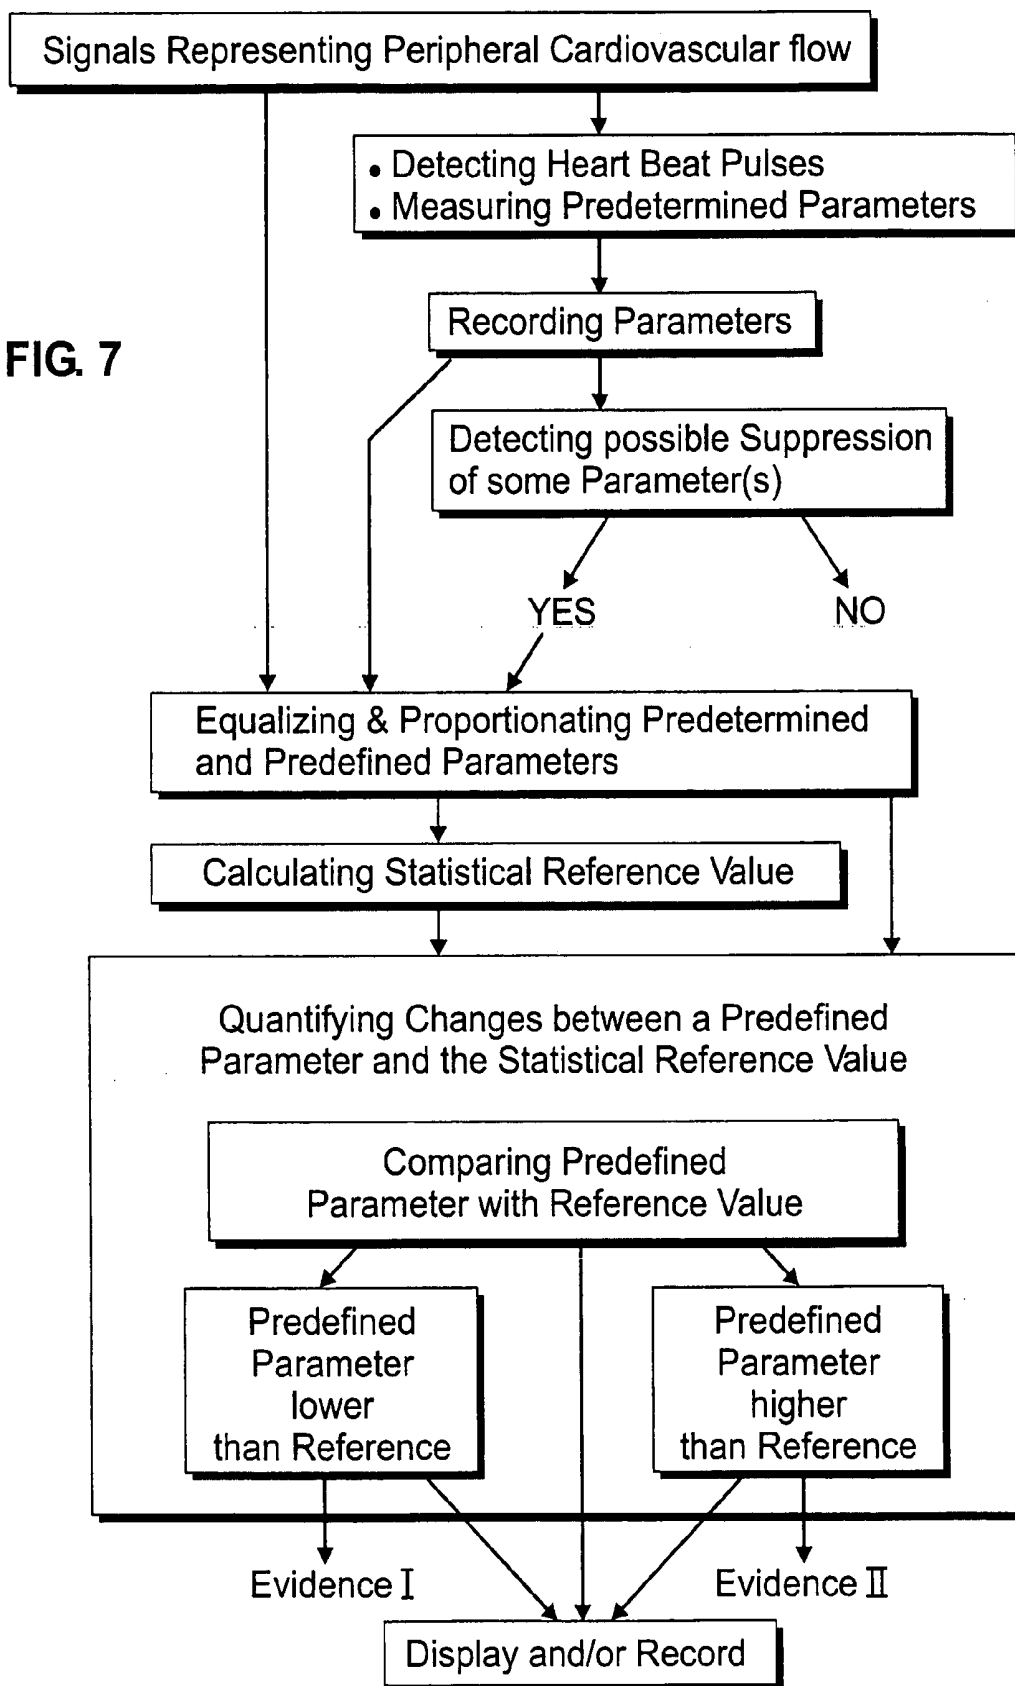 Signals Representing Peripheral Cardiovascular flow
• Detecting Heart Beat Pulses
• Measuring Predetermined Parameters
Recording Parameters
FIG. 7
Detecting possible Suppression
of some Parameter(s)
YES
NO
Equalizing & Proportionating Predetermined
and Predefined Parameters
Calculating Statistical Reference Value
Quantifying Changes between a Predefined
Parameter and the Statistical Reference Value
Comparing Predefined
Parameter with Reference Value
Predefined
Parameter
lower
than Reference
Predefined
Parameter
higher
than Reference
Evidence I
Evidence II
Display and/or Record